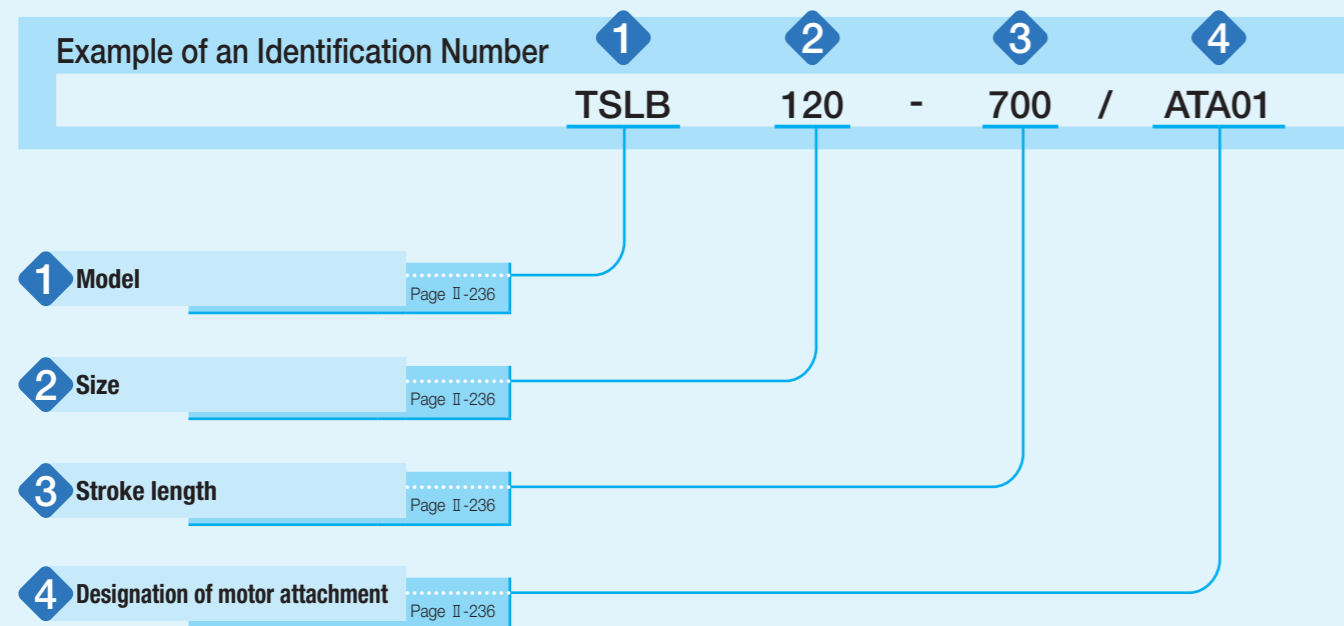 Example of an Identification Number 1 2 3 4
TSLB 120 - 700 / ATA01
1 Model
Page Ⅱ-236
2 Size
Page Ⅱ-236
3 Stroke length
Page Ⅱ-236
4 Designation of motor attachment
Page Ⅱ-236